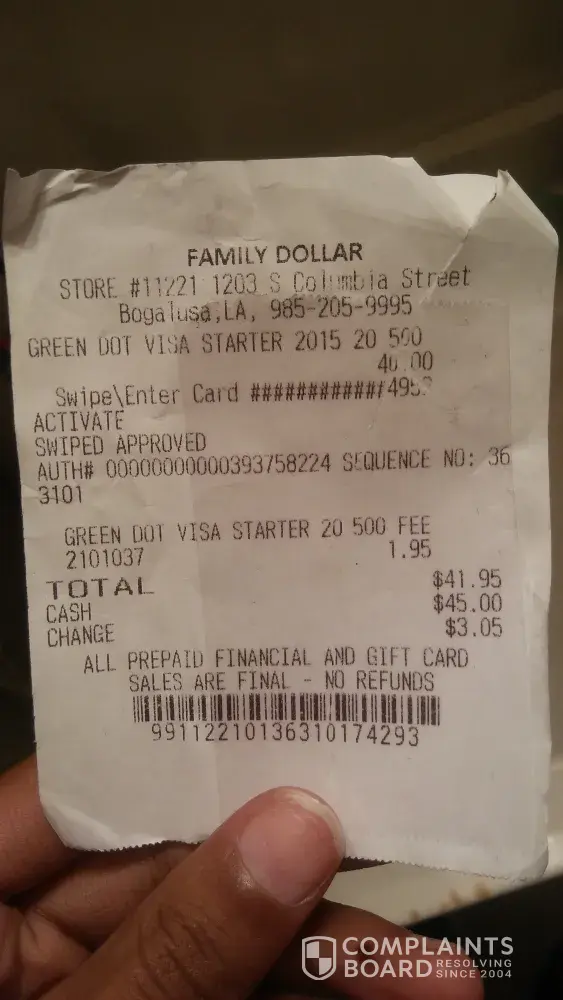 FAMILY DOLLAR
STORE #11221 1203 S Columbia Street
Bogalusa,LA, 985-205-9995
GREEN DOT VISA STARTER 2015 20 500
40.00
Swipe\Enter Card
ACTIVATE
SWIPED APPROVED
AUTH# 00000000000393758224 SEQUENCE NO: 36
3101
GREEN DOT VISA STARTER 20 500 FEE
2101037 1.95
TOTAL $41.95
CASH $45.00
CHANGE $3.05
ALL PREPAID FINANCIAL AND GIFT CARD
SALES ARE FINAL - NO REFUNDS
99112210136310174293
COMPLAINTS
BOARD RESOLVING
SINCE 2004